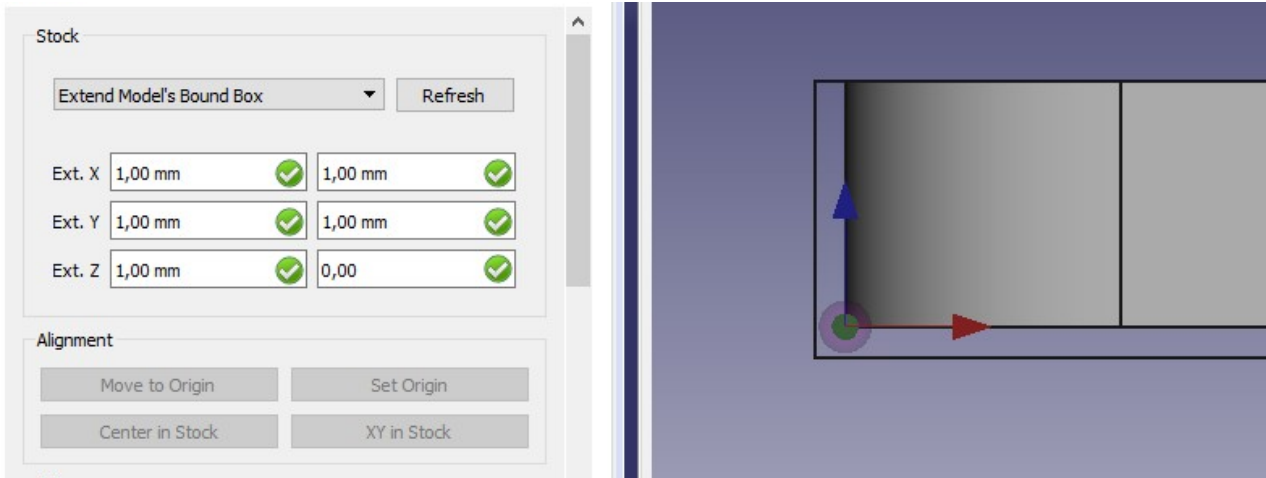 Stock
Extend Model's Bound Box Refresh
Ext. X 1,00 mm 1,00 mm
Ext. Y 1,00 mm 1,00 mm
Ext. Z 1,00 mm 0,00
Alignment
Move to Origin Set Origin
Center in Stock XY in Stock